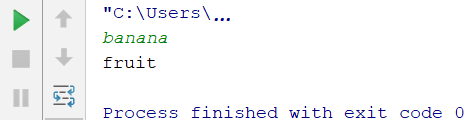 "C:\Users\...
banana
fruit
Process finished with exit code 0